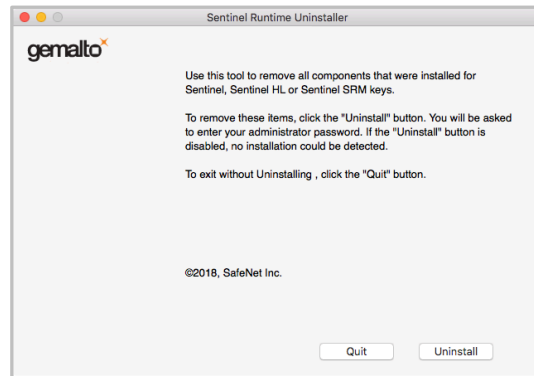 Sentinel Runtime Uninstaller
gemalto
Use this tool to remove all components that were installed for
Sentinel, Sentinel HL or Sentinel SRM keys.
To remove these items, click the "Uninstall" button. You will be asked
to enter your administrator password. If the "Uninstall" button is
disabled, no installation could be detected.
To exit without Uninstalling , click the "Quit" button.
©2018, SafeNet Inc.
Quit Uninstall